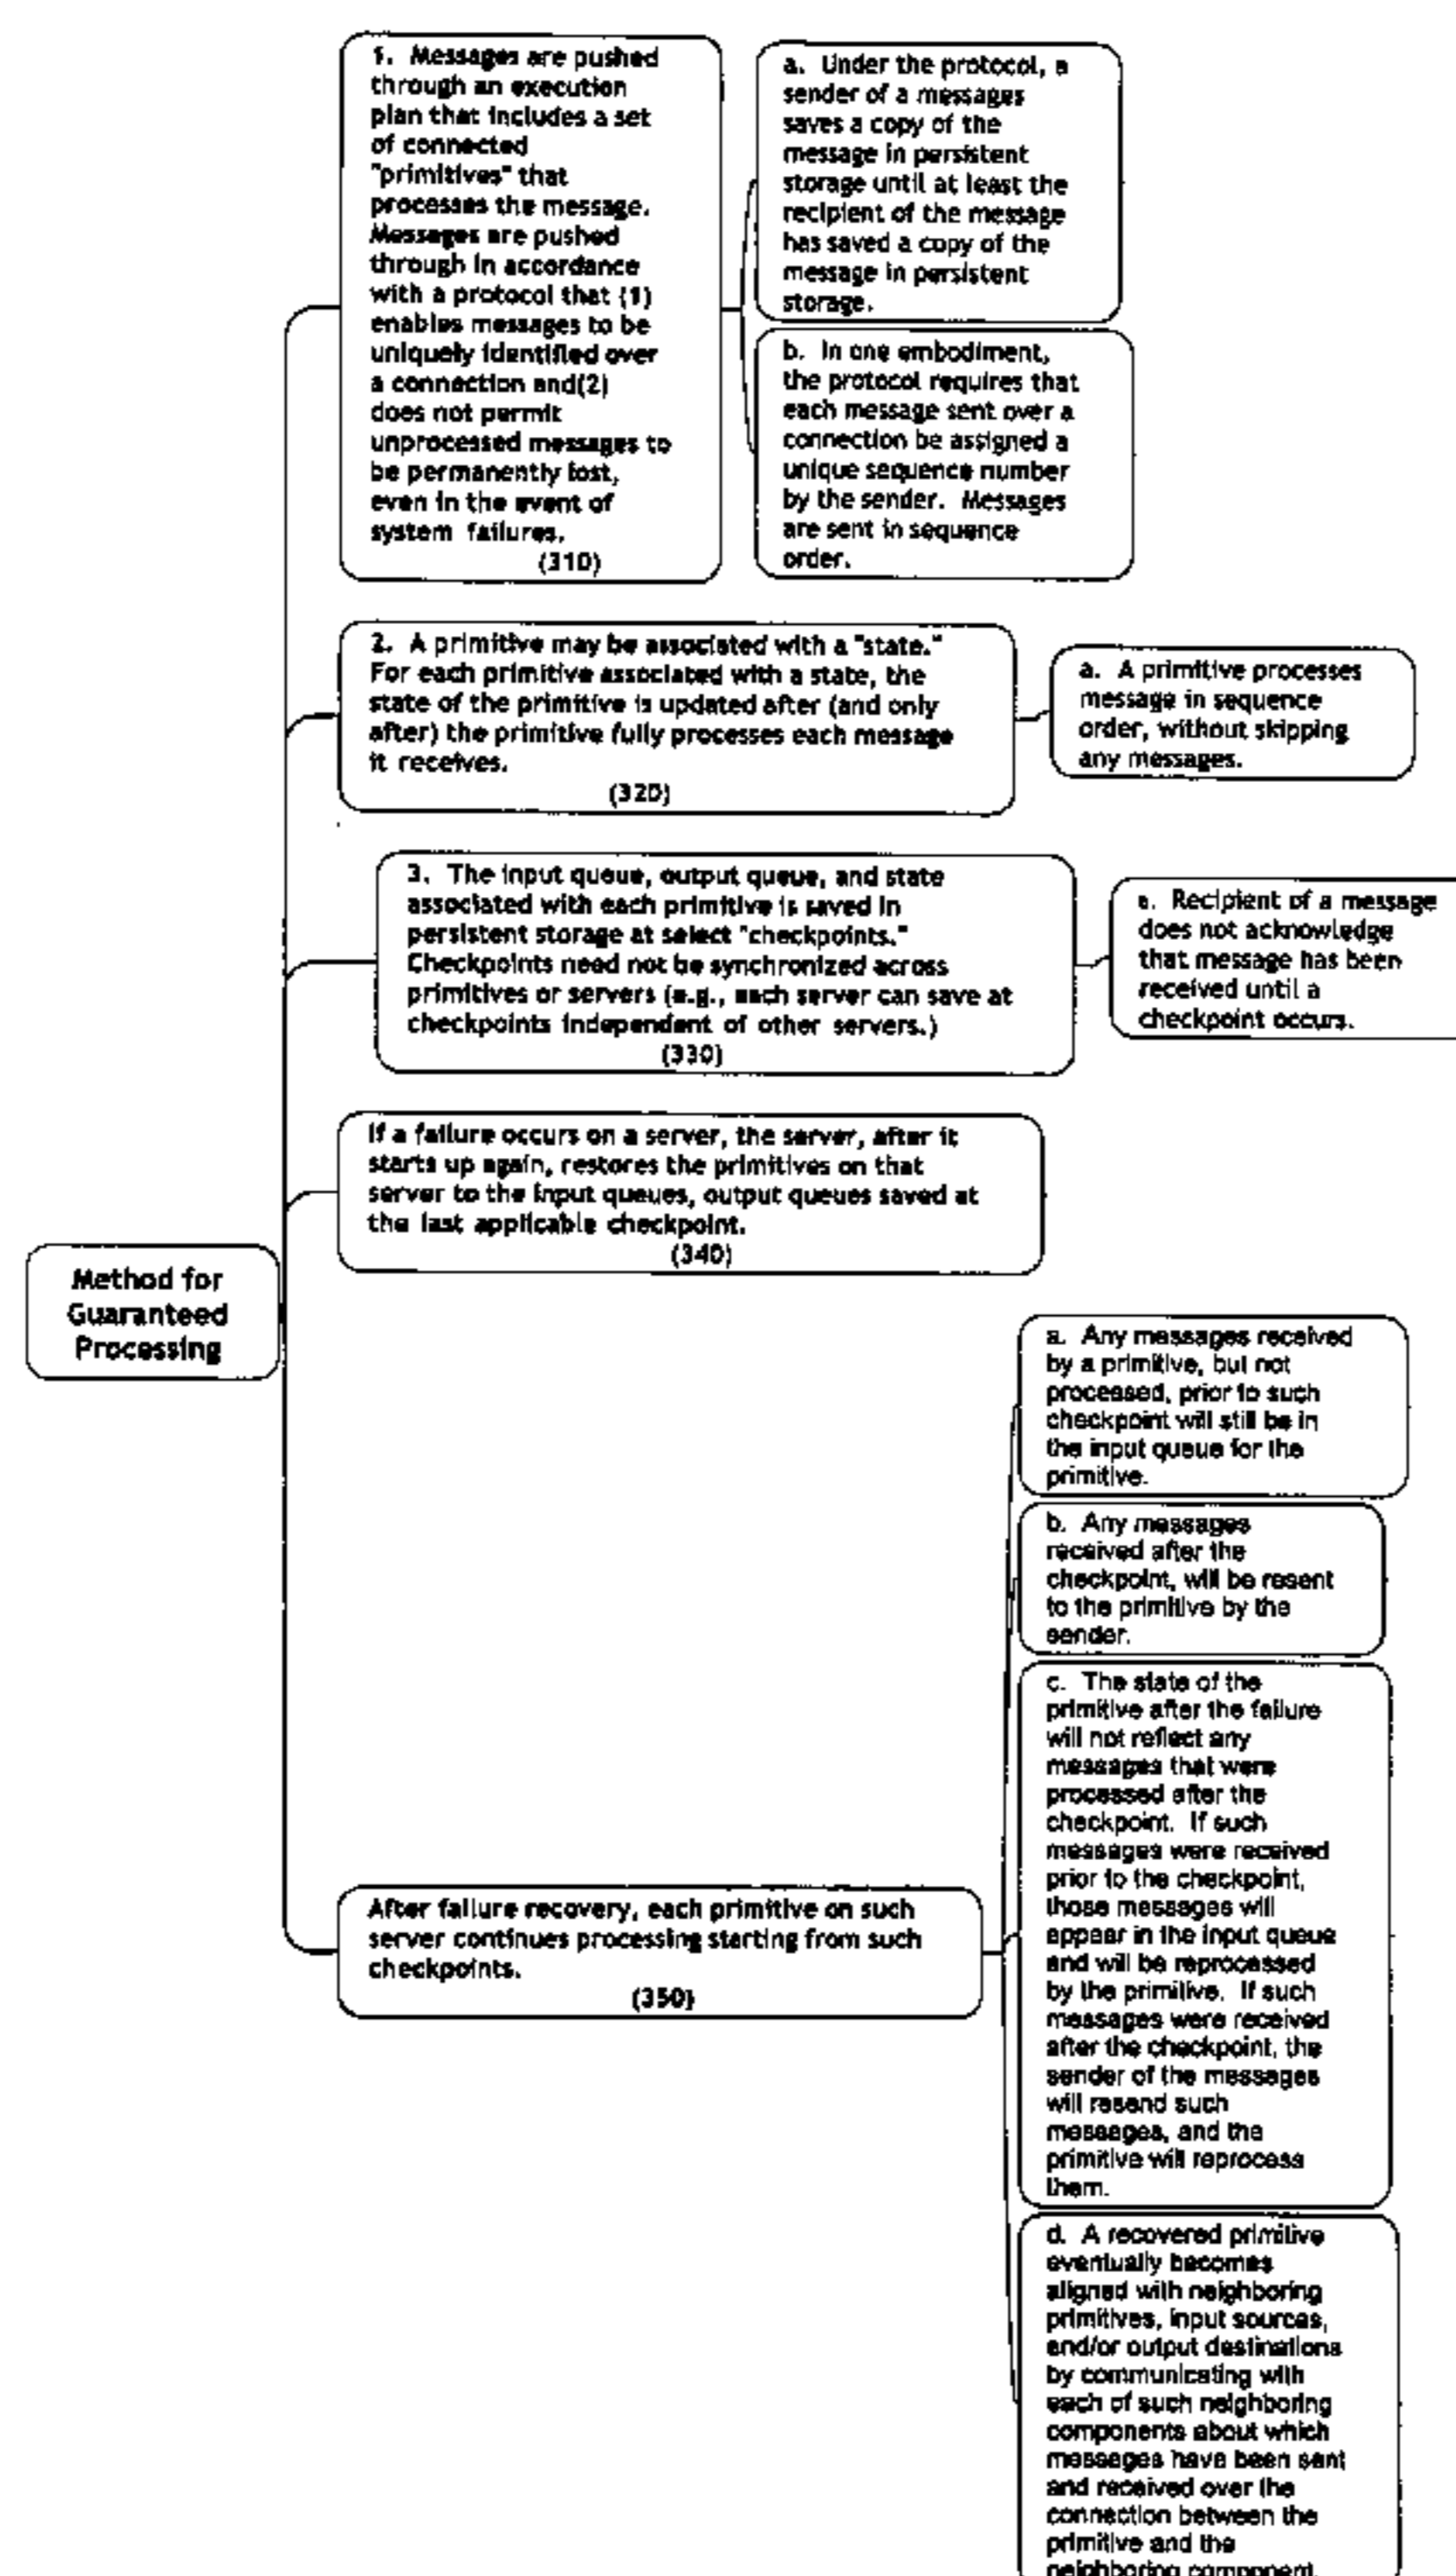 1. Messages are pushed
through an execution
plan that includes a set
of connected
"primitives" that
processes the message.
Messages are pushed
through in accordance
with a protocol that (1)
enables messages to be
uniquely identified over
a connection and(2)
does not permit
unprocessed messages to
be permanently lost,
even in the event of
system failures.
(310)
a. Under the protocol, a
sender of a messages
saves a copy of the
message in persistent
storage until at least the
recipient of the message
has saved a copy of the
message in persistent
storage.
b. In one embodiment,
the protocol requires that
each message sent over a
connection be assigned a
unique sequence number
by the sender. Messages
are sent in sequence
order.
2. A primitive may be associated with a "state."
For each primitive associated with a state, the
state of the primitive is updated after (and only
after) the primitive fully processes each message
it receives.
(320)
a. A primitive processes
message in sequence
order, without skipping
any messages.
3. The input queue, output queue, and state
associated with each primitive is saved in
persistent storage at select "checkpoints."
Checkpoints need not be synchronized across
primitives or servers (e.g., each server can save at
checkpoints independent of other servers.)
(330)
a. Recipient of a message
does not acknowledge
that message has been
received until a
checkpoint occurs.
If a failure occurs on a server, the server, after it
starts up again, restores the primitives on that
server to the input queues, output queues saved at
the last applicable checkpoint.
(340)
Method for
Guaranteed
Processing
After failure recovery, each primitive on such
server continues processing starting from such
checkpoints.
(350)
a. Any messages received
by a primitive, but not
processed, prior to such
checkpoint will still be in
the input queue for the
primitive.
b. Any messages
received after the
checkpoint, will be resent
to the primitive by the
sender.
c. The state of the
primitive after the failure
will not reflect any
messages that were
processed after the
checkpoint. If such
messages were received
prior to the checkpoint,
those messages will
appear in the input queue
and will be reprocessed
by the primitive. If such
messages were received
after the checkpoint, the
sender of the messages
will resend such
messages, and the
primitive will reprocess
them.
d. A recovered primitive
eventually becomes
aligned with neighboring
primitives, input sources,
and/or output destinations
by communicating with
each of such neighboring
components about which
messages have been sent
and received over the
connection between the
primitive and the
neighboring component.